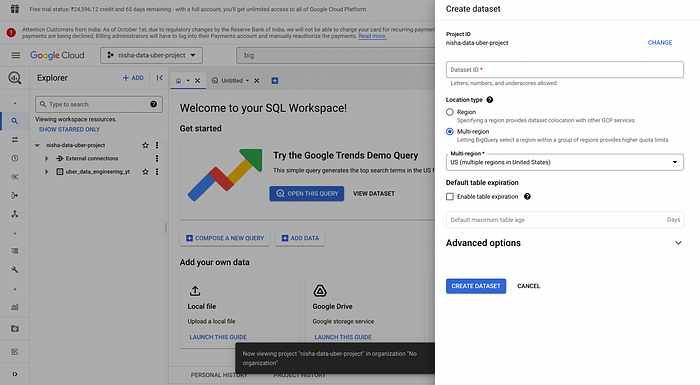 Free trial status: ₹24,396.12 credit and 65 days remaining - with a full account, you'll get unlimited access to all of Google Cloud Platform.
Attention Customers from India: As of October 1st, due to regulatory changes by the Reserve Bank of India, we might not be able to charge your card for recurring
payments are being declined, Billing administrators will have to log into their Payments account and manually reauthorize the payments. Read more.
Google Cloud
nisha-data-uber-project
big
Explorer
+ ADD
Type to search
Viewing workspace resources.
SHOW STARRED ONLY
nisha-data-uber-project
External connections
uber_data_engineering_yt
Untitled
Welcome to your SQL Workspace!
Get started
Try the Google Trends Demo Query
This simple query generates the top search terms in the US f
OPEN THIS QUERY
VIEW DATASET
COMPOSE A NEW QUERY
ADD DATA
Add your own data
Local file
Upload a local file
LAUNCH THIS GUIDE
Google Drive
Google storage service
LAUNCH THIS GUIDE
Now viewing project "nisha-data-uber-project" in organization "No
organization"
PERSONAL HISTORY
PROJECT HISTORY
Create dataset
Project ID
nisha-data-uber-project
CHANGE
Dataset ID *
Letters, numbers, and underscores allowed
Location type
Region
Specifying a region provides dataset colocation with other GCP services
Multi-region
Letting BigQuery select a region within a group of regions provides higher quota limits
Multi-region *
US (multiple regions in United States)
Default table expiration
Enable table expiration
Default maximum table age
Days
Advanced options
CREATE DATASET
CANCEL